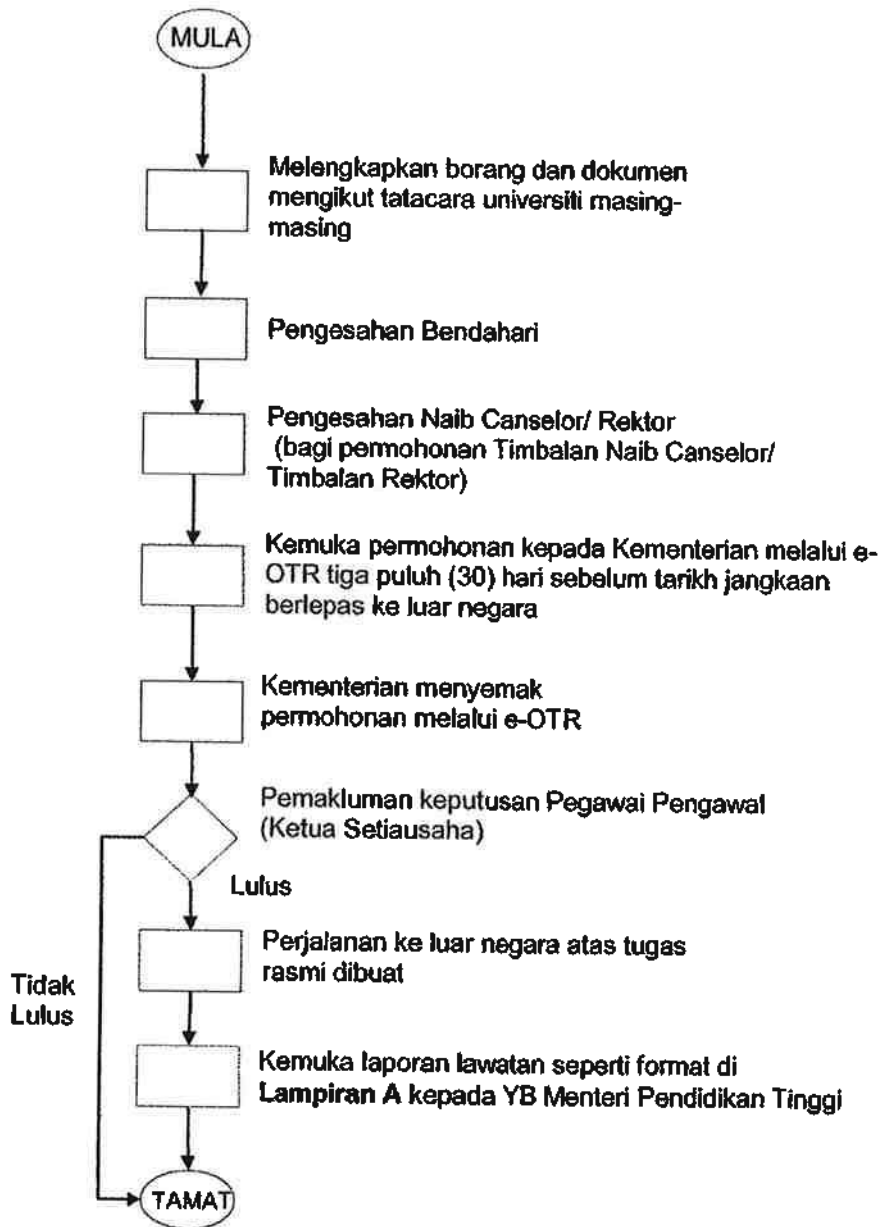 MULA
Melengkapkan borang dan dokumen
mengikut tatacara universiti masing-
masing
Pengesahan Bendahari
Pengesahan Naib Canselor/ Rektor
(bagi permohonan Timbalan Naib Canselor/
Timbalan Rektor)
Kemuka permohonan kepada Kementerian melalui e-
OTR tiga puluh (30) hari sebelum tarikh jangkaan
berlepas ke luar negara
Kementerian menyemak
permohonan melalui e-OTR
Pemakluman keputusan Pegawai Pengawal
(Ketua Setiausaha)
Lulus
Perjalanan ke luar negara atas tugas
rasmi dibuat
Tidak
Lulus
Kemuka laporan lawatan seperti format di
Lampiran A kepada YB Menteri Pendidikan Tinggi
TAMAT